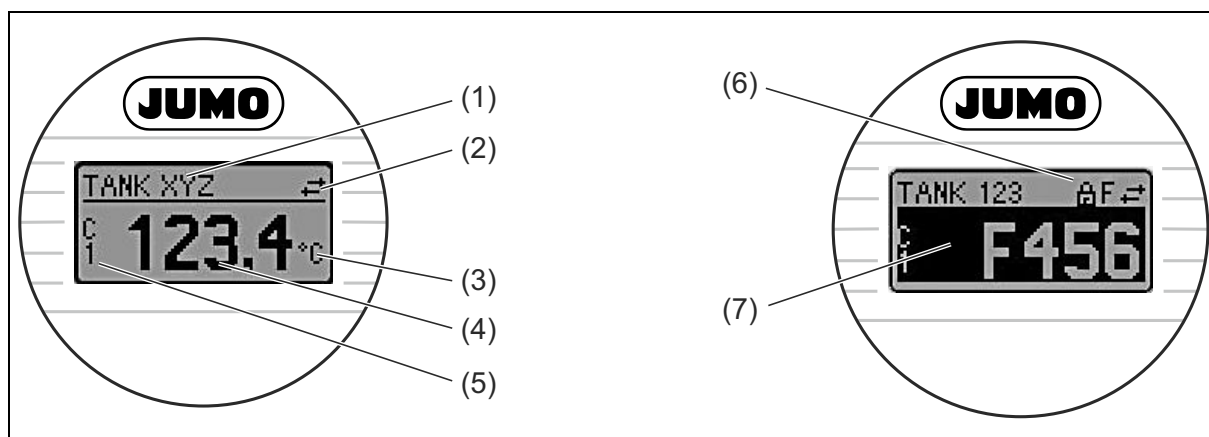 JUMO
TANK XYZ
C
1
123.4
°C
(1)
(2)
(3)
(4)
(5)
JUMO
TANK 123
F
C
1
F456
(6)
(7)